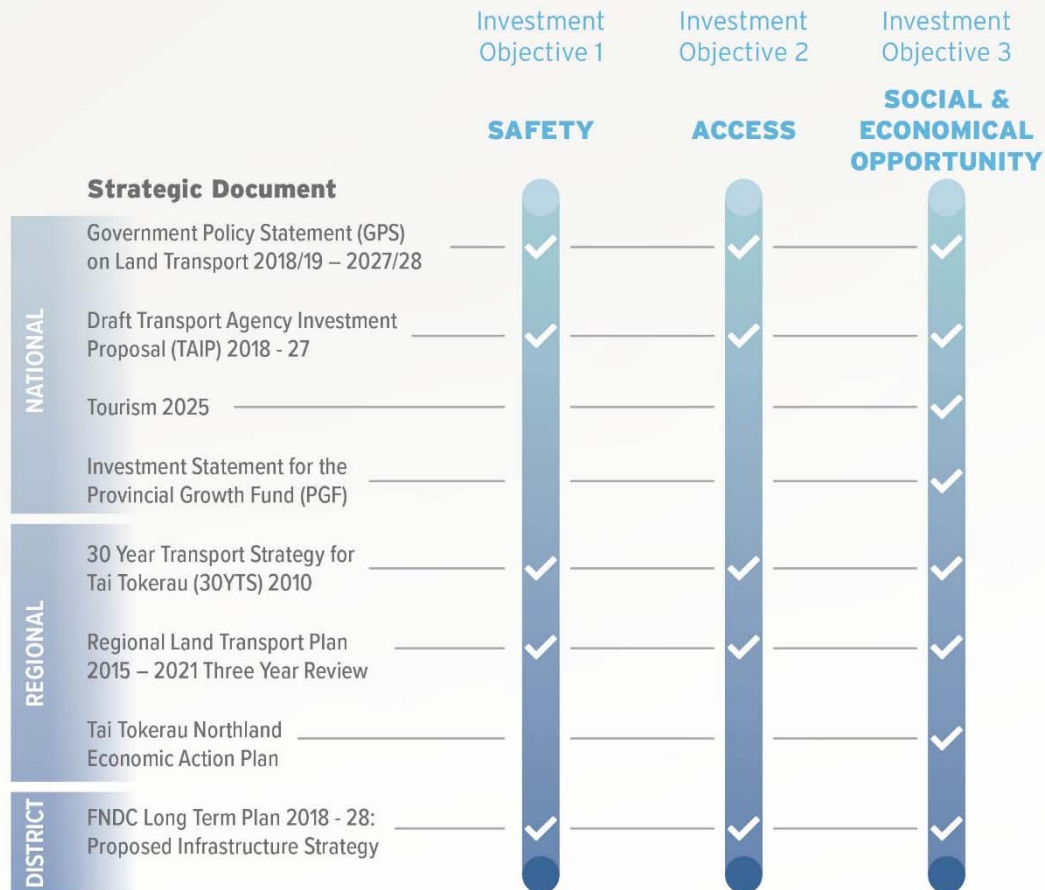 Investment
Objective 1
Investment
Objective 2
Investment
Objective 3
SAFETY
ACCESS
SOCIAL &
ECONOMICAL
OPPORTUNITY
Strategic Document
NATIONAL
Government Policy Statement (GPS)
on Land Transport 2018/19 – 2027/28
Draft Transport Agency Investment
Proposal (TAIP) 2018 - 27
Tourism 2025
Investment Statement for the
Provincial Growth Fund (PGF)
REGIONAL
30 Year Transport Strategy for
Tai Tokerau (30YTS) 2010
Regional Land Transport Plan
2015 – 2021 Three Year Review
Tai Tokerau Northland
Economic Action Plan
DISTRICT
FNDC Long Term Plan 2018 - 28:
Proposed Infrastructure Strategy